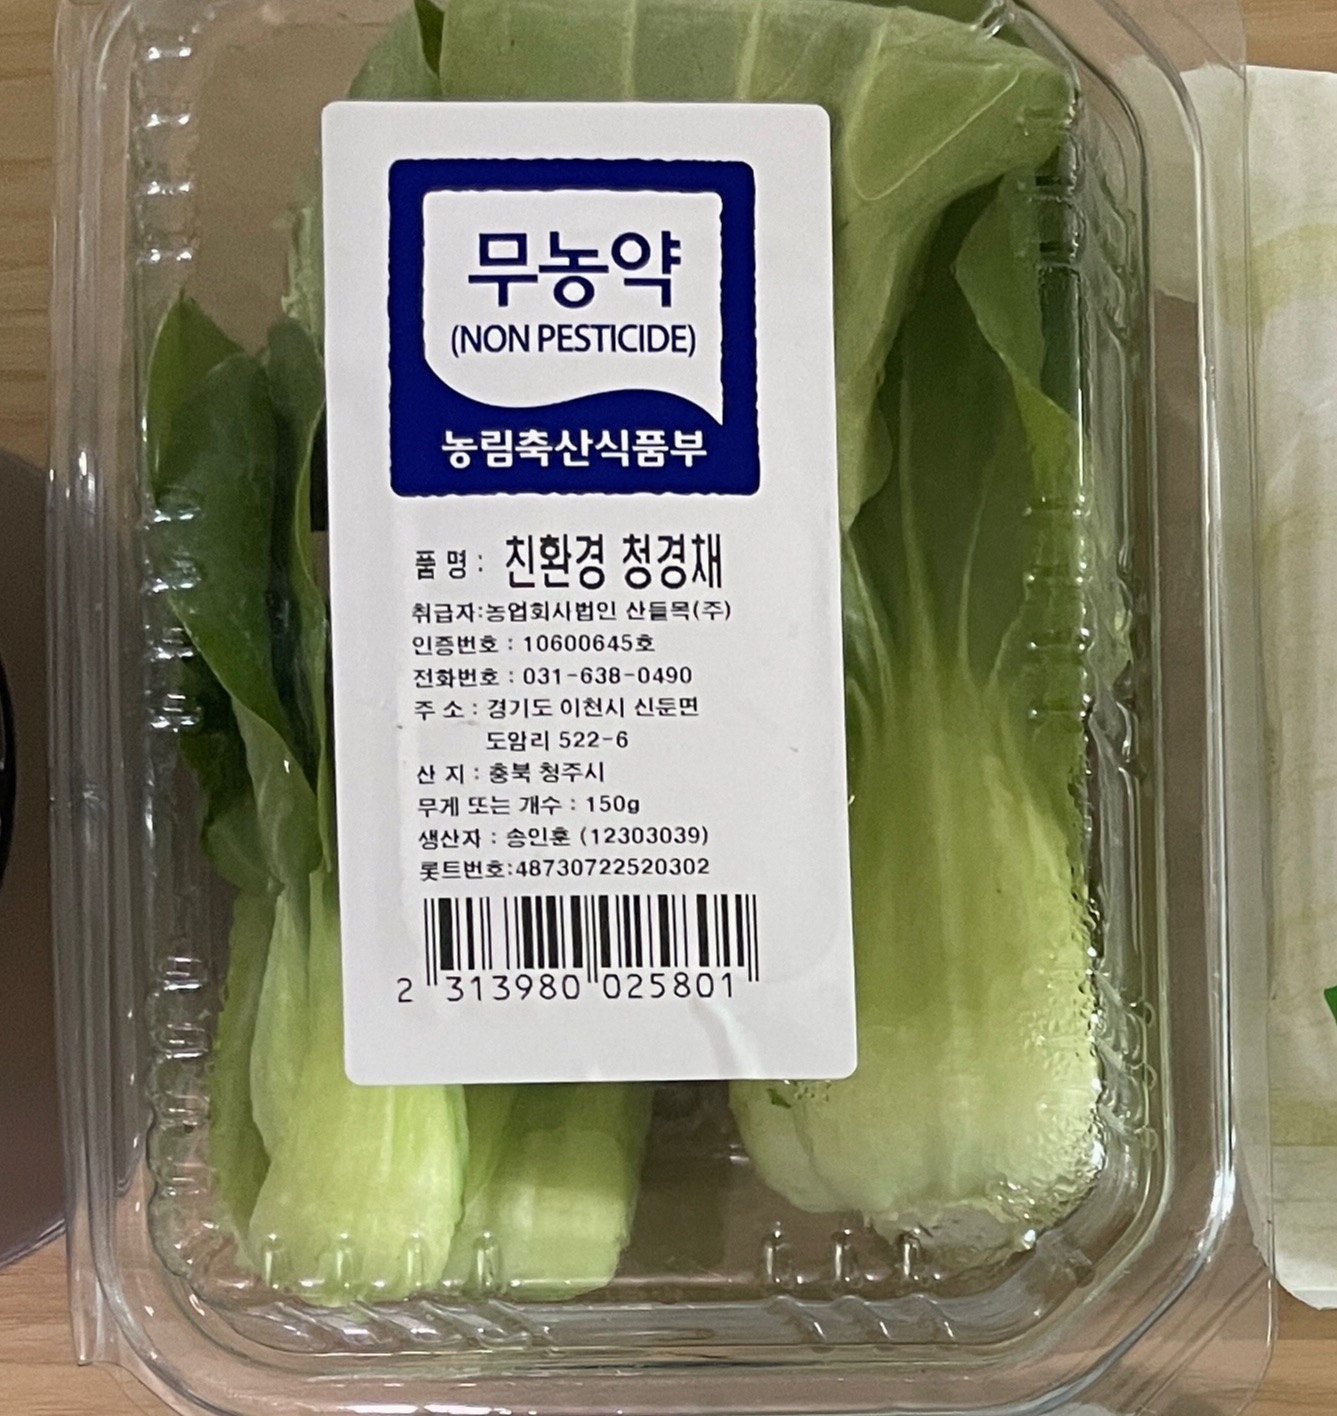 무농약
(NON PESTICIDE)
농림축산식품부
품 명 : 친환경 청경채
취급자:농업회사법인 산들목(주)
인증번호 : 10600645호
전화번호 : 031-638-0490
주 소 : 경기도 이천시 신둔면
도암리 522-6
산 지 : 충북 청주시
무게 또는 개수 : 150g
생산자 : 송인훈 (12303039)
롯트번호:48730722520302
2 313980 025801